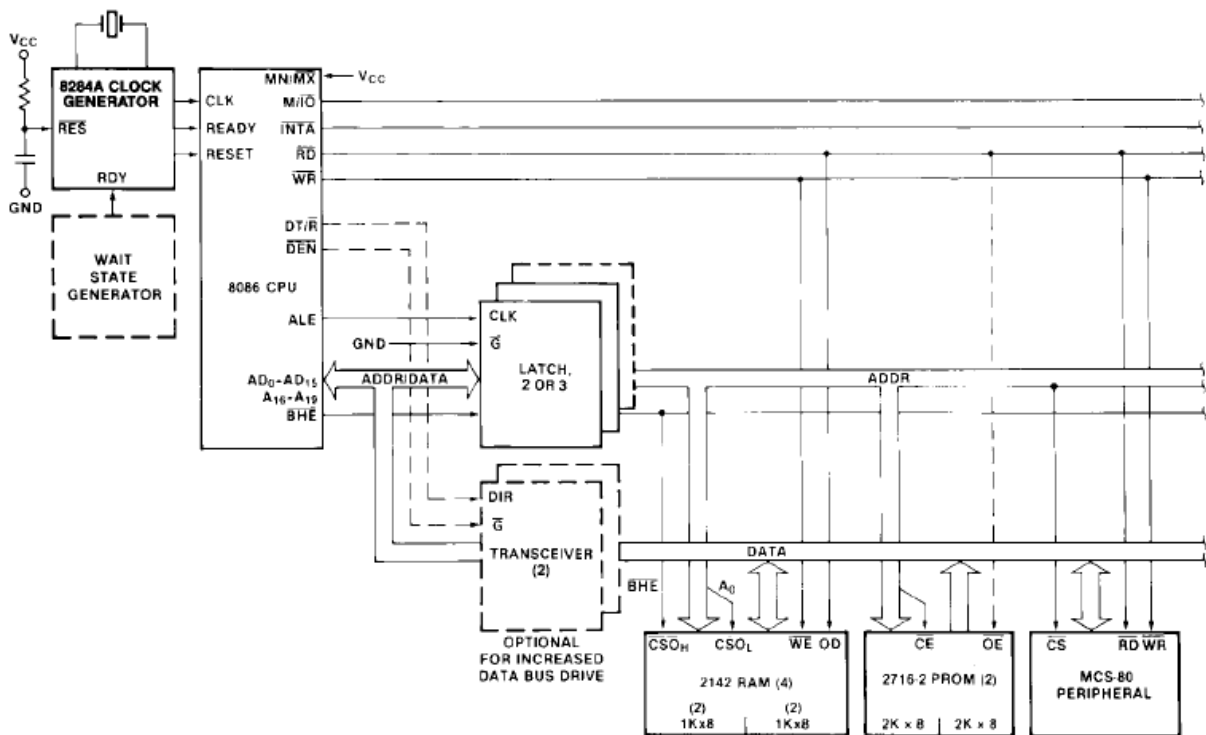 VCC
8284A CLOCK
GENERATOR
RES
RDY
GND
WAIT
STATE
GENERATOR
CLK
READY
RESET
8086 CPU
MN/MX
VCC
M/IO
INTA
RD
WR
DT/R
DEN
ALE
AD0-AD15
A16-A19
BHE
GND
ADDR/DATA
CLK
G
LATCH,
2 OR 3
ADDR
DIR
G
TRANSCEIVER
(2)
OPTIONAL
FOR INCREASED
DATA BUS DRIVE
DATA
BHE
A0
CSOH
CSOL
WE OD
2142 RAM (4)
(2)
1Kx8
(2)
1Kx8
CE
OE
2716-2 PROM (2)
2K × 8
2K × 8
CS
RD WR
MCS-80
PERIPHERAL